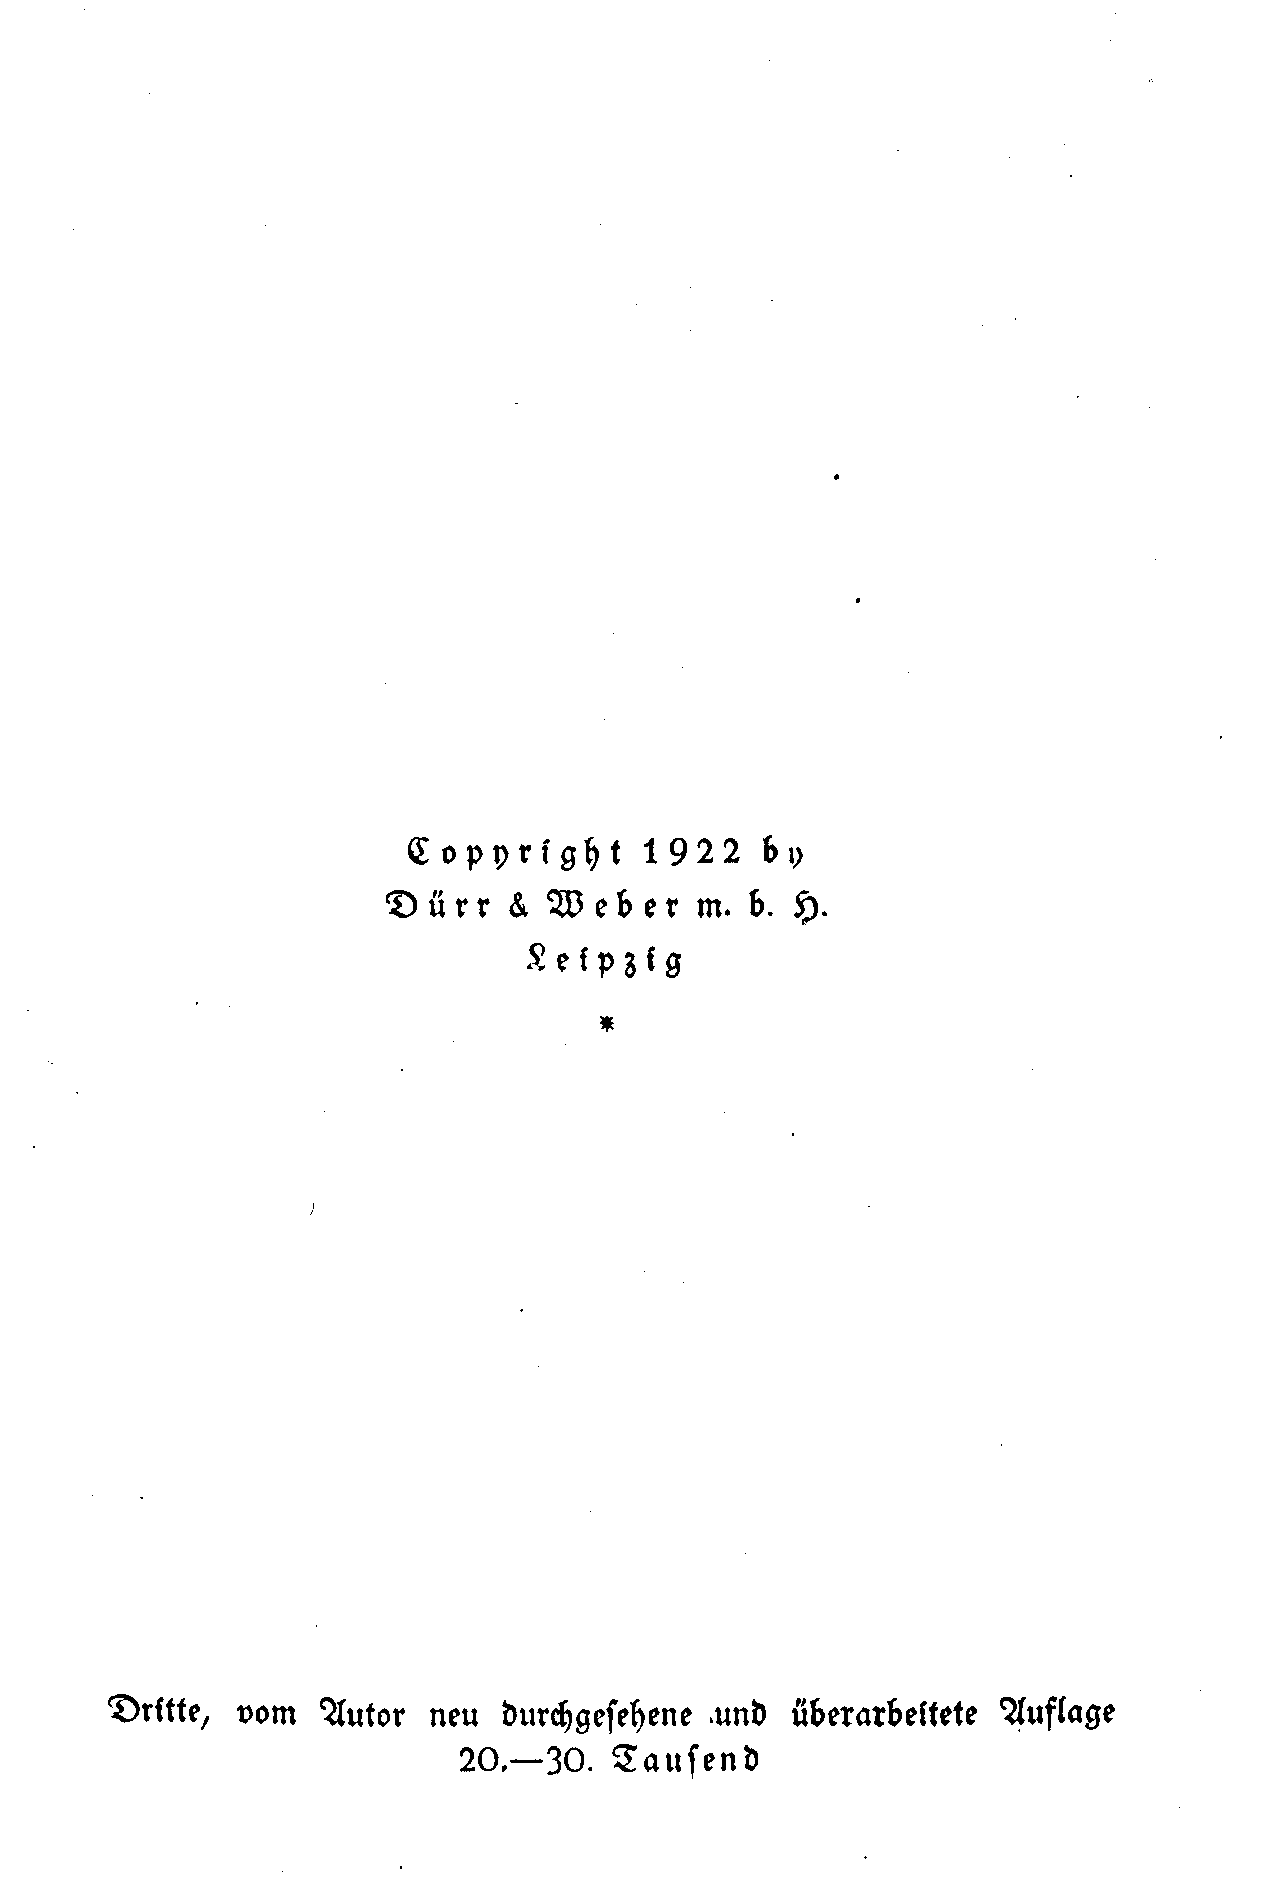 Copyright 1922 by
Dürr & Weber m. b. H.
Leipzig
*
Dritte, vom Autor neu durchgesehene und überarbeitete Auflage
20.—30. Tausend